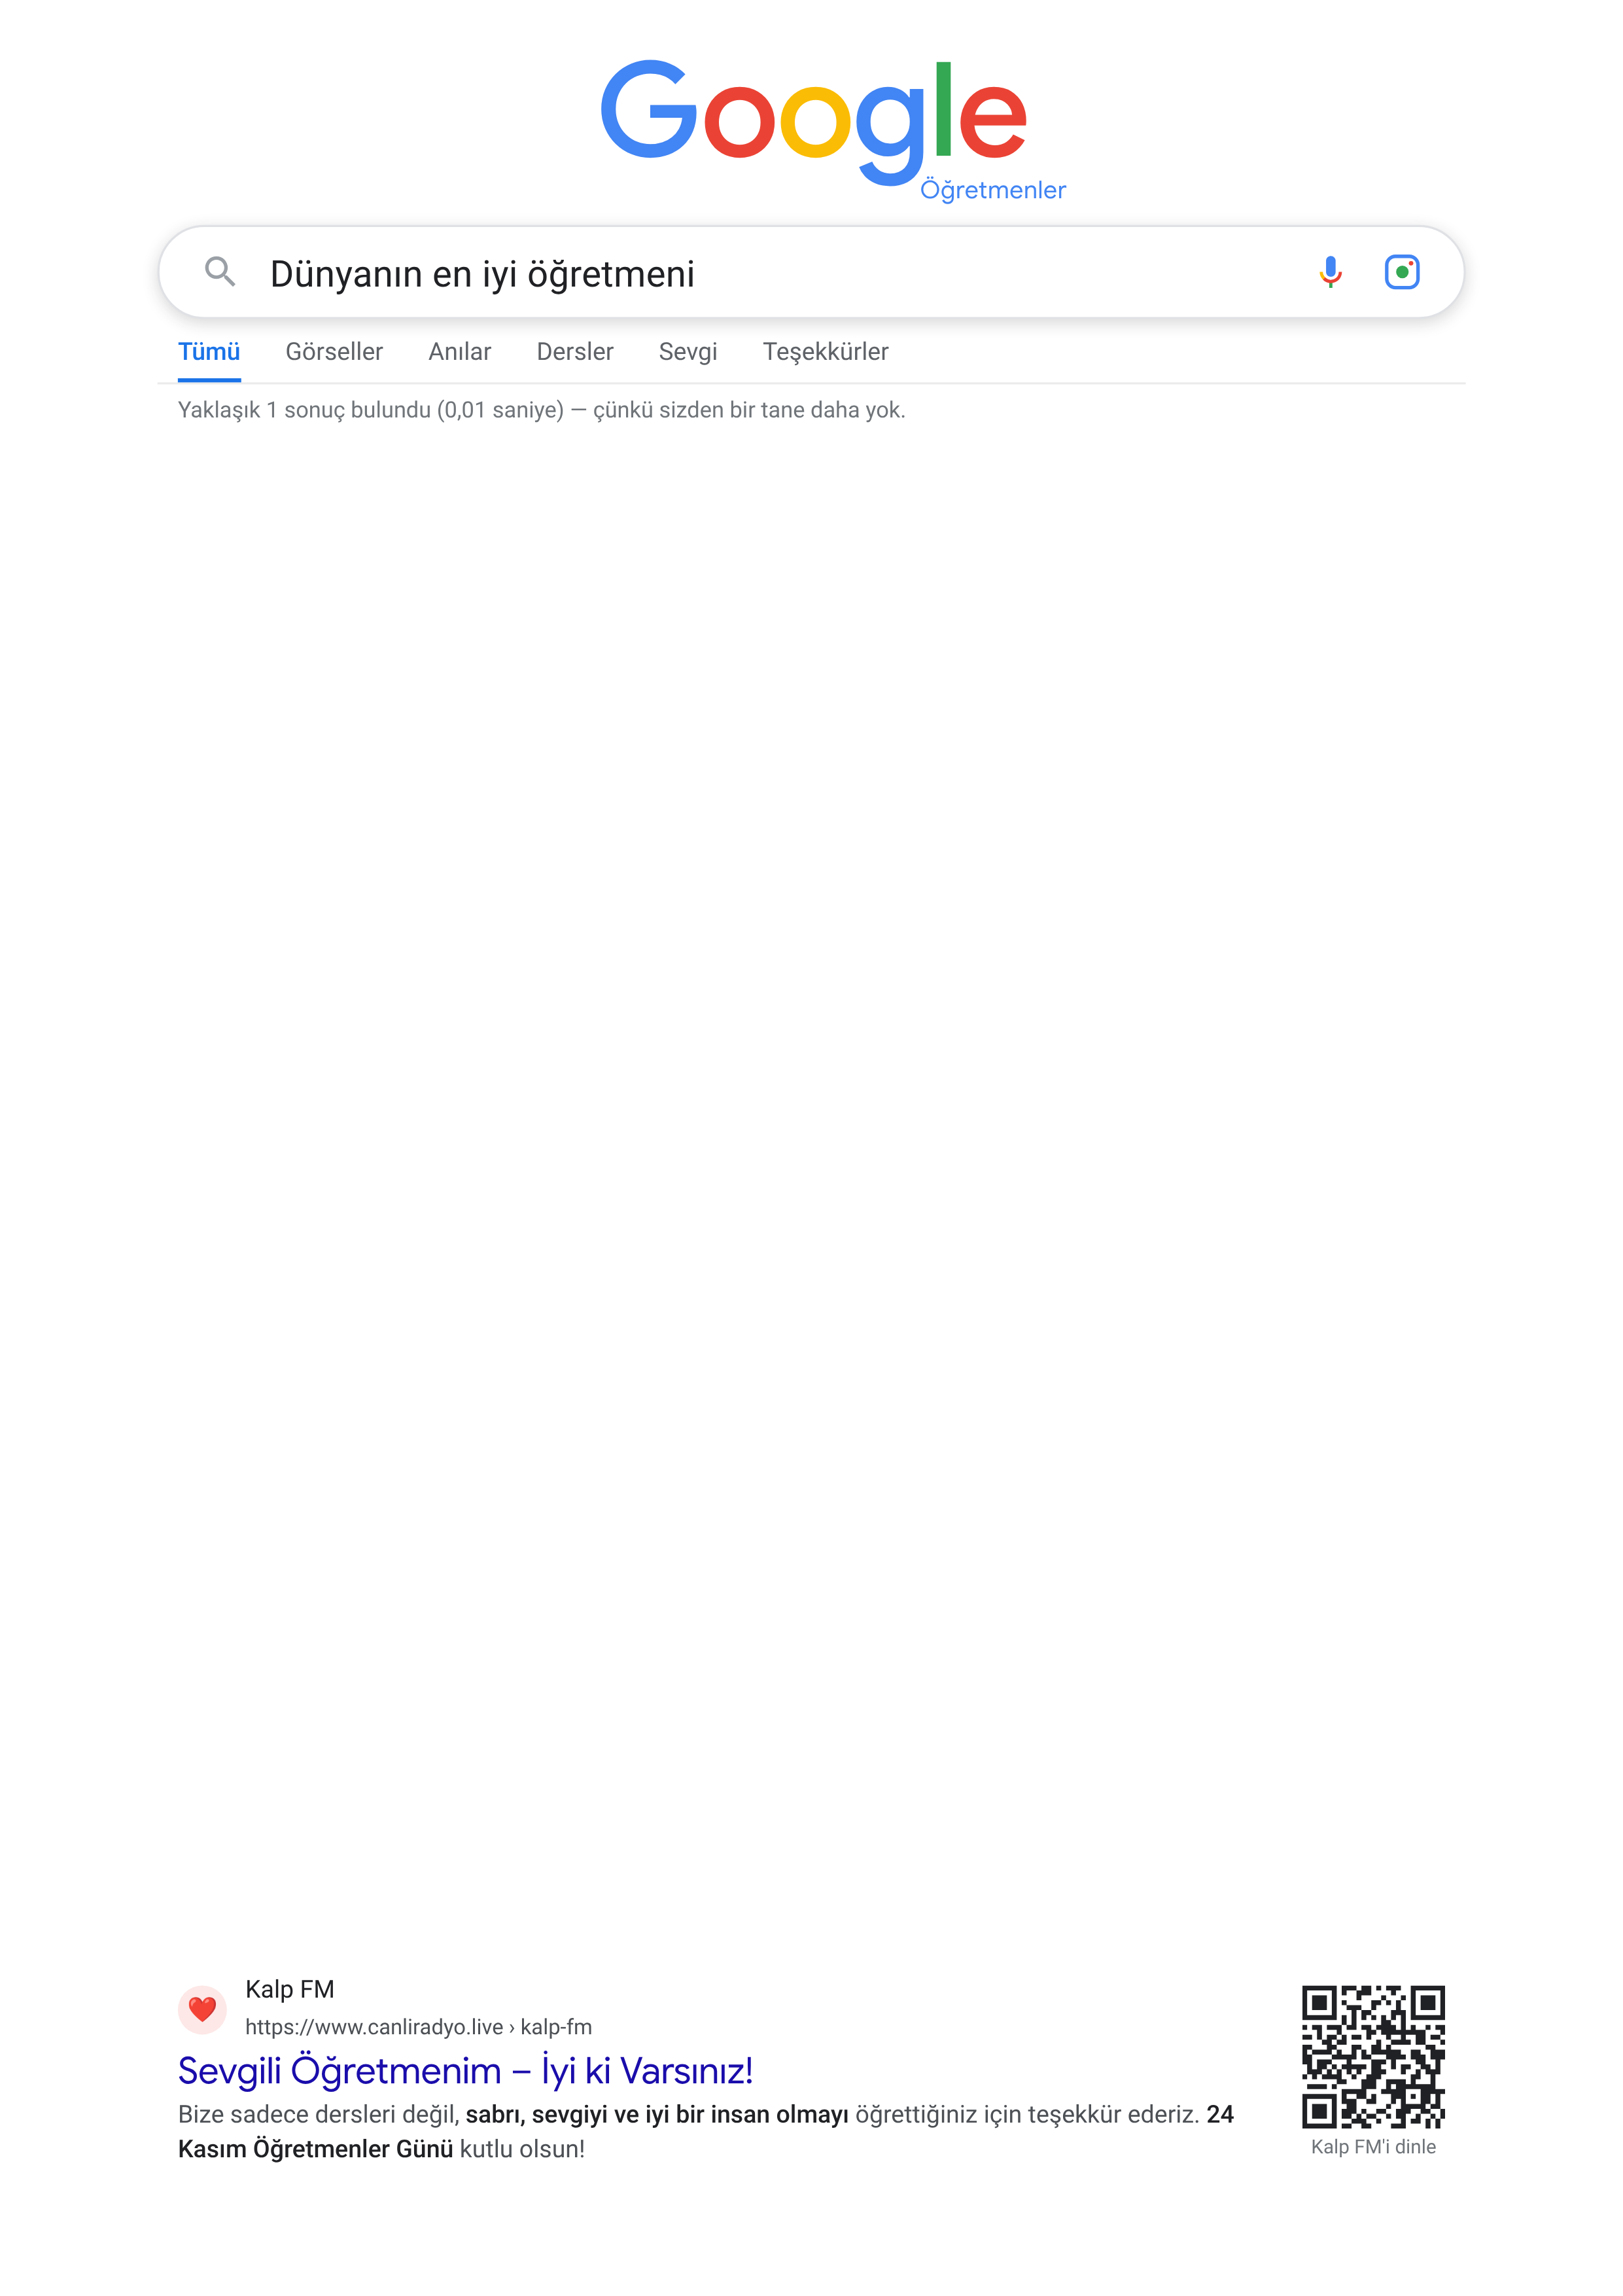 Google
Öğretmenler
Dünyanın en iyi öğretmeni
Tümü Görseller Anılar Dersler Sevgi Teşekkürler
Yaklaşık 1 sonuç bulundu (0,01 saniye) — çünkü sizden bir tane daha yok.
Kalp FM
https://www.canliradyo.live › kalp-fm
Sevgili Öğretmenim – İyi ki Varsınız!
Bize sadece dersleri değil, sabrı, sevgiyi ve iyi bir insan olmayı öğrettiğiniz için teşekkür ederiz. 24
Kasım Öğretmenler Günü kutlu olsun!
Kalp FM'i dinle